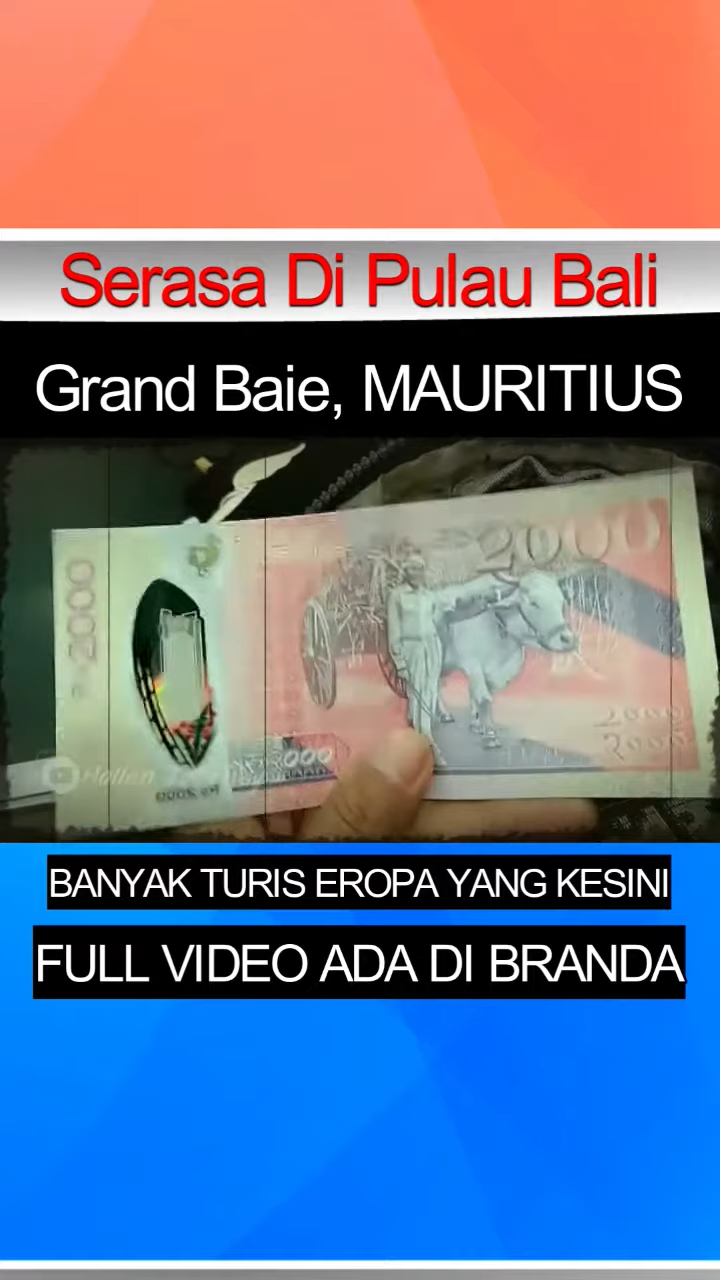 Serasa Di Pulau Bali
Grand Baie, MAURITIUS
2000
2000
2000
BANYAK TURIS EROPA YANG KESINI
FULL VIDEO ADA DI BRANDA